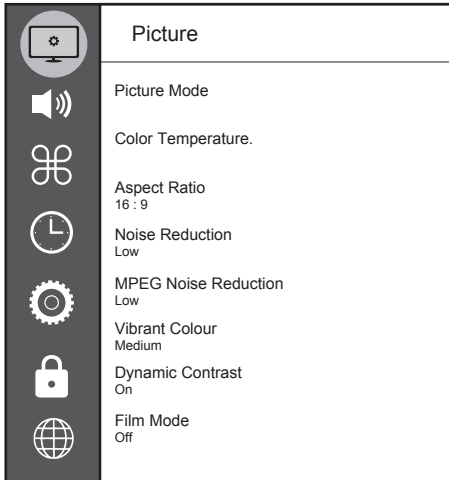 Picture
Picture Mode
Color Temperature.
Aspect Ratio
16 : 9
Noise Reduction
Low
MPEG Noise Reduction
Low
Vibrant Colour
Medium
Dynamic Contrast
On
Film Mode
Off